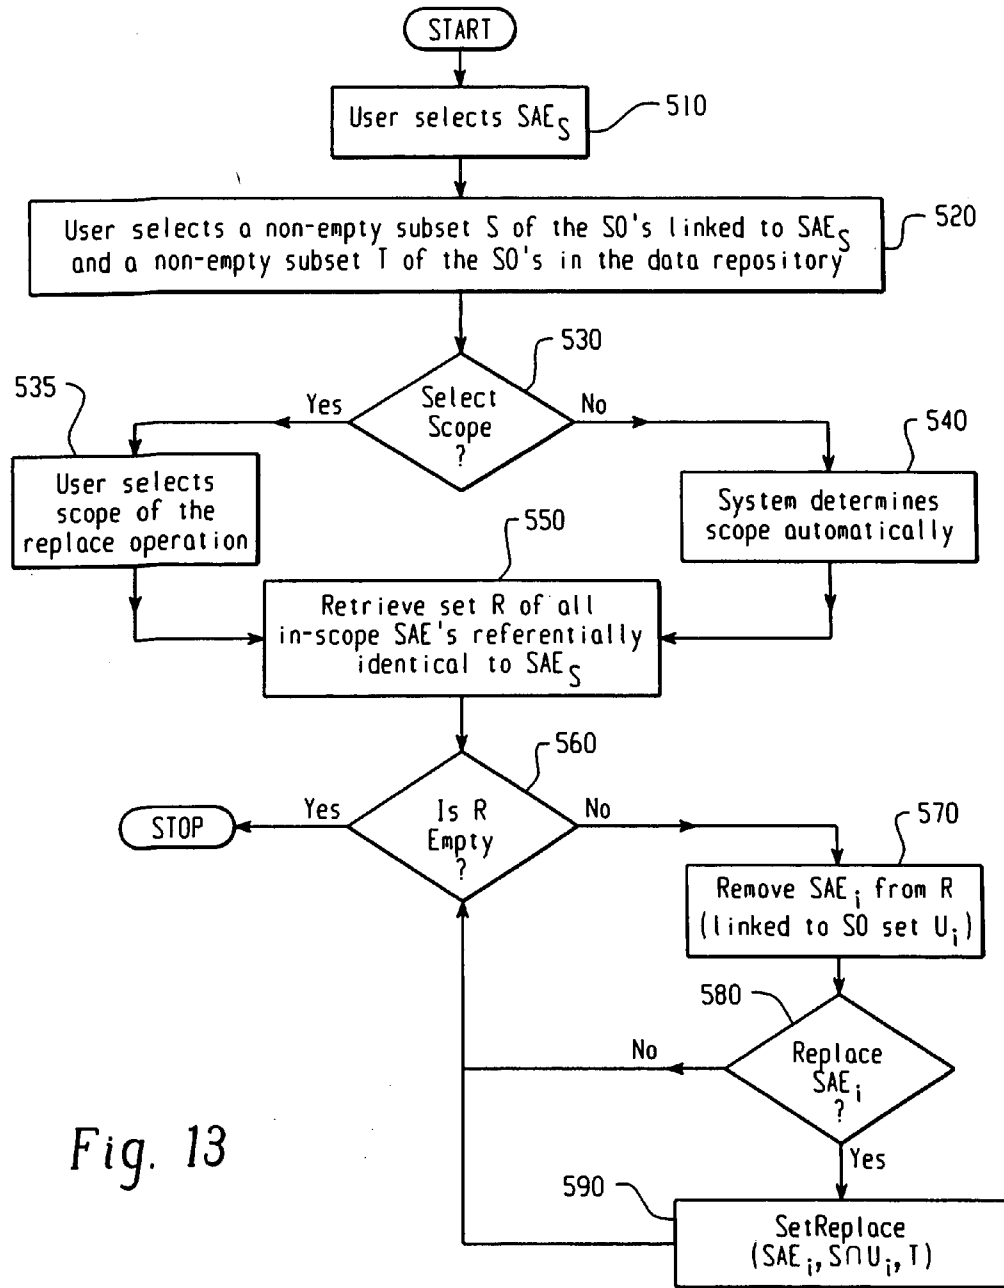 START
User selects SAE_S
510
User selects a non-empty subset S of the SO's linked to SAE_S
and a non-empty subset T of the SO's in the data repository
520
530
Select
Scope
?
Yes
No
535
User selects
scope of the
replace operation
540
System determines
scope automatically
550
Retrieve set R of all
in-scope SAE's referentially
identical to SAE_S
560
Is R
Empty
?
Yes
No
STOP
570
Remove SAE_i from R
(linked to SO set U_i)
580
Replace
SAE_i
?
No
Yes
590
SetReplace
(SAE_i, S∩U_i, T)
Fig. 13